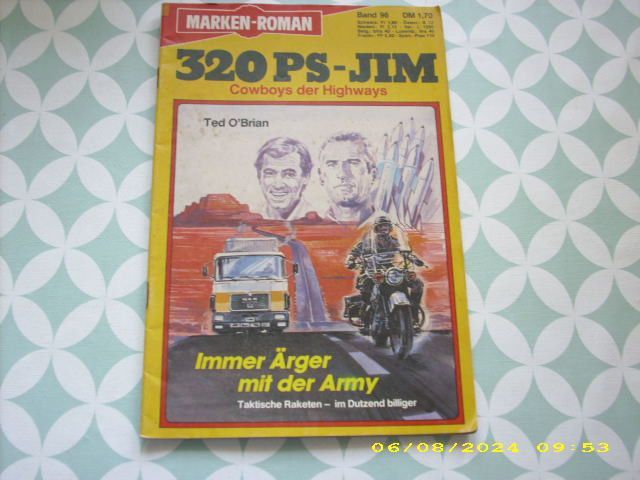 MARKEN-ROMAN
Band 96 DM 1,70
320 PS-JIM
Cowboys der Highways
Ted O'Brian
Immer Ärger
mit der Army
Taktische Raketen – im Dutzend billiger
06/08/2024 09:53